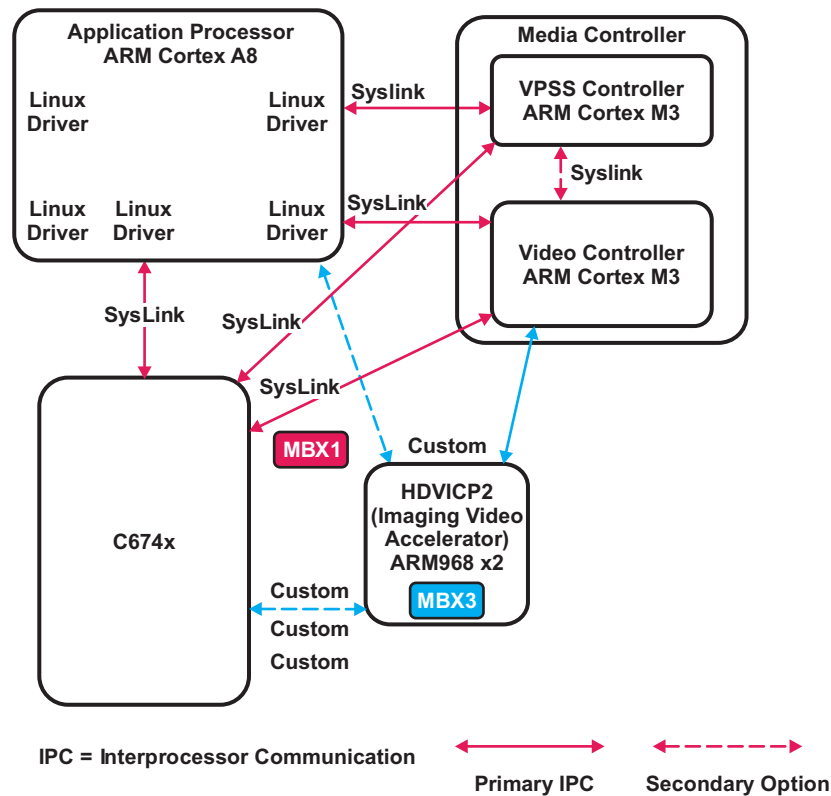 Application Processor
ARM Cortex A8
Linux
Driver
Linux
Driver
Linux
Driver
Linux
Driver
Linux
Driver
Syslink
SysLink
Media Controller
VPSS Controller
ARM Cortex M3
Syslink
Video Controller
ARM Cortex M3
SysLink
SysLink
SysLink
MBX1
Custom
C674x
HDVICP2
(Imaging Video
Accelerator)
ARM968 x2
MBX3
Custom
Custom
Custom
IPC = Interprocessor Communication
Primary IPC
Secondary Option